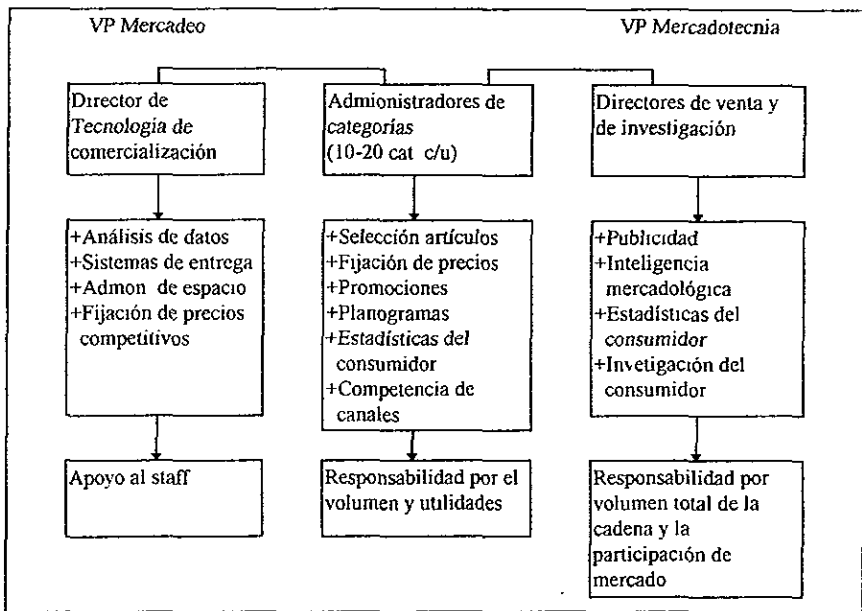 VP Mercadeo
VP Mercadotecnia
Director de
Tecnología de
comercialización
Admionistradores de
categorías
(10-20 cat c/u)
Directores de venta y
de investigación
+Análisis de datos
+Sistemas de entrega
+Admon de espacio
+Fijación de precios
competitivos
+Selección artículos
+Fijación de precios
+Promociones
+Planogramas
+Estadísticas del
consumidor
+Competencia de
canales
+Publicidad
+Inteligencia
mercadológica
+Estadísticas del
consumidor
+Invetigación del
consumidor
Apoyo al staff
Responsabilidad por el
volumen y utilidades
Responsabilidad por
volumen total de la
cadena y la
participación de
mercado